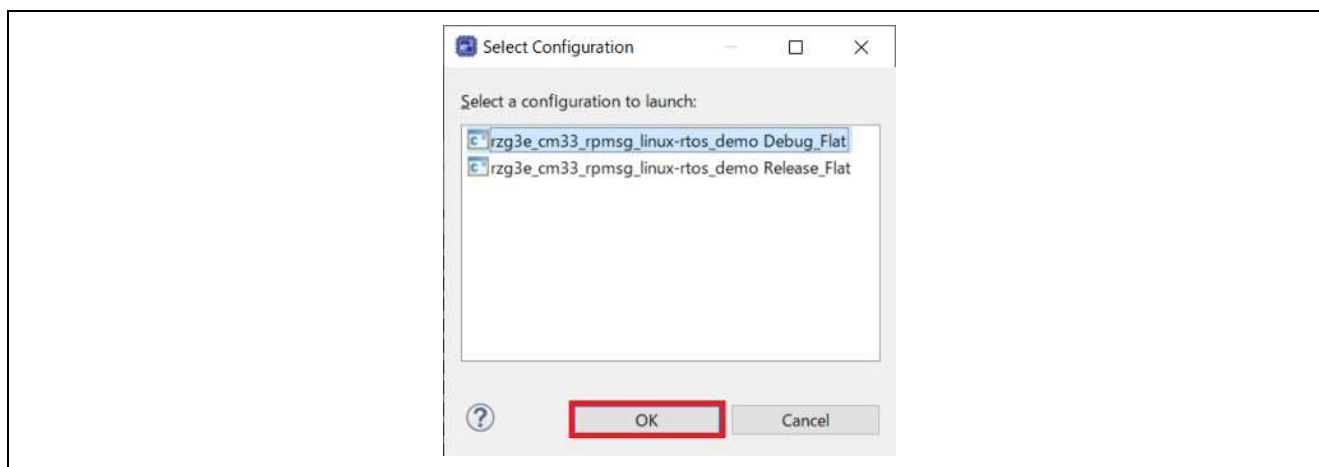 Select Configuration
Select a configuration to launch:
rzg3e_cm33_rpmsg_linux-rtos_demo Debug_Flat
rzg3e_cm33_rpmsg_linux-rtos_demo Release_Flat
OK
Cancel